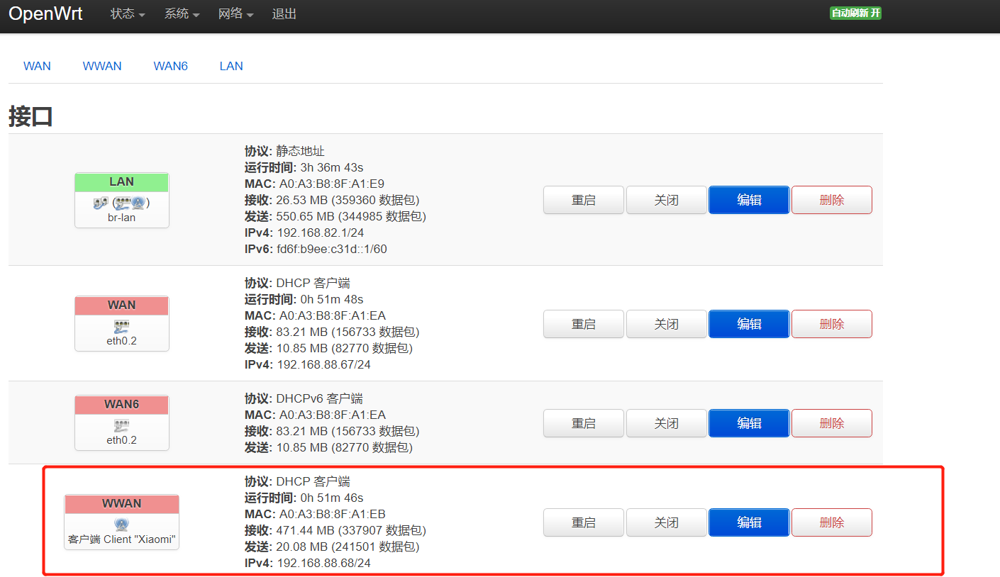 OpenWrt 状态 系统 网络 退出 自动刷新 开
WAN WWAN WAN6 LAN
接口
LAN
( )
br-lan
协议: 静态地址
运行时间: 3h 36m 43s
MAC: A0:A3:B8:8F:A1:E9
接收: 26.53 MB (359360 数据包)
发送: 550.65 MB (344985 数据包)
IPv4: 192.168.82.1/24
IPv6: fd6f:b9ee:c31d::1/60
重启 关闭 编辑 删除
WAN
eth0.2
协议: DHCP 客户端
运行时间: 0h 51m 48s
MAC: A0:A3:B8:8F:A1:EA
接收: 83.21 MB (156733 数据包)
发送: 10.85 MB (82770 数据包)
IPv4: 192.168.88.67/24
重启 关闭 编辑 删除
WAN6
eth0.2
协议: DHCPv6 客户端
MAC: A0:A3:B8:8F:A1:EA
接收: 83.21 MB (156733 数据包)
发送: 10.85 MB (82770 数据包)
重启 关闭 编辑 删除
WWAN
客户端 Client "Xiaomi"
协议: DHCP 客户端
运行时间: 0h 51m 46s
MAC: A0:A3:B8:8F:A1:EB
接收: 471.44 MB (337907 数据包)
发送: 20.08 MB (241501 数据包)
IPv4: 192.168.88.68/24
重启 关闭 编辑 删除